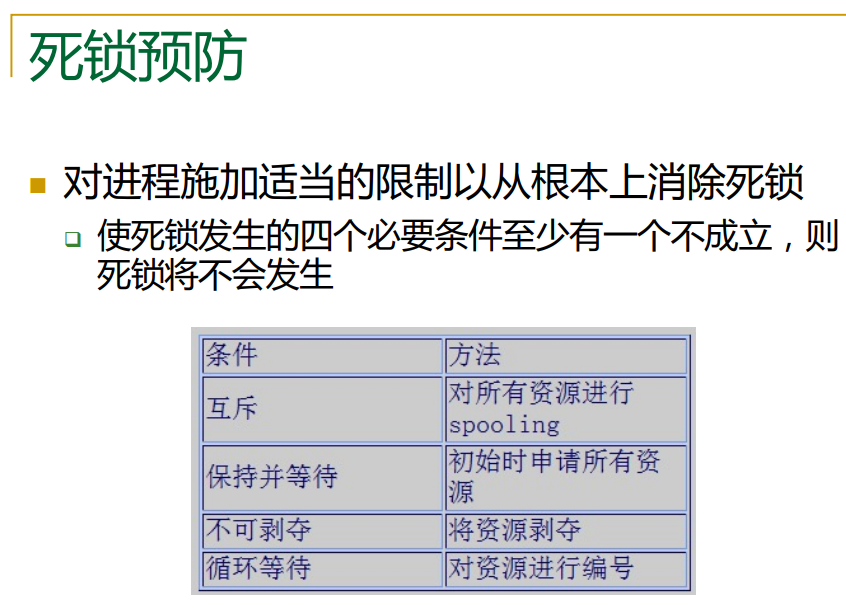 死锁预防
对进程施加适当的限制以从根本上消除死锁
使死锁发生的四个必要条件至少有一个不成立，则
死锁将不会发生
条件 方法
互斥 对所有资源进行
spooling
保持并等待 初始时申请所有资
源
不可剥夺 将资源剥夺
循环等待 对资源进行编号